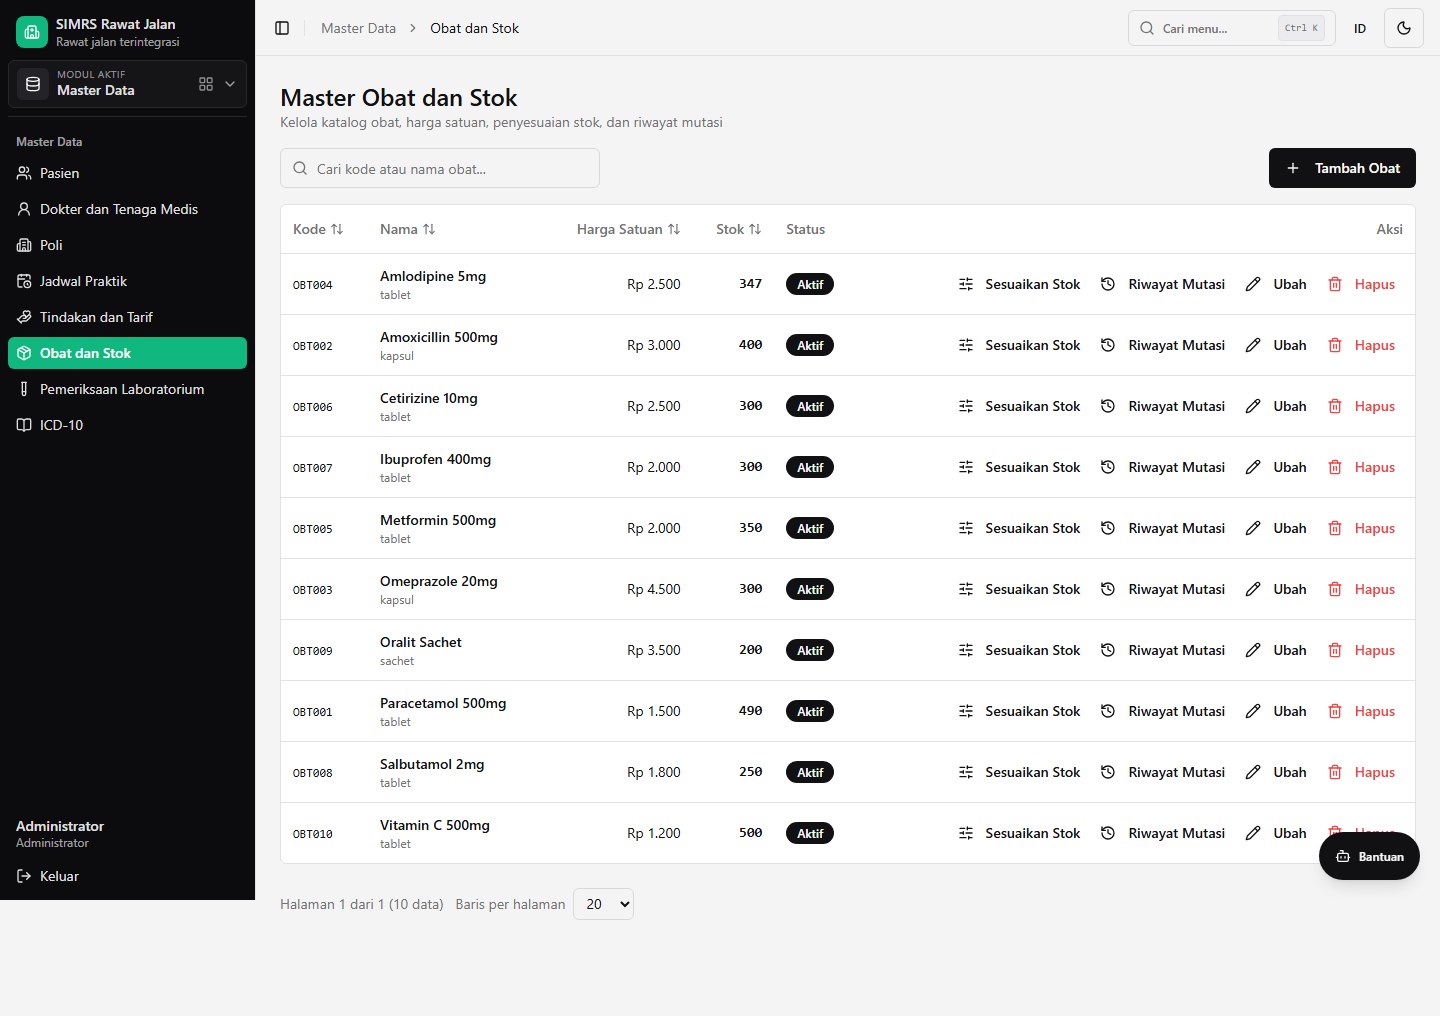 SIMRS Rawat Jalan
Rawat jalan terintegrasi
MODUL AKTIF
Master Data
Master Data
Pasien
Dokter dan Tenaga Medis
Poli
Jadwal Praktik
Tindakan dan Tarif
Obat dan Stok
Pemeriksaan Laboratorium
ICD-10
Administrator
Administrator
Keluar
Master Data > Obat dan Stok
Cari menu... Ctrl K ID
Master Obat dan Stok
Kelola katalog obat, harga satuan, penyesuaian stok, dan riwayat mutasi
Cari kode atau nama obat...
+ Tambah Obat
Kode Nama Harga Satuan Stok Status Aksi
OBT004 Amlodipine 5mg Rp 2.500 347 Aktif Sesuaikan Stok Riwayat Mutasi Ubah Hapus
tablet
OBT002 Amoxicillin 500mg Rp 3.000 400 Aktif Sesuaikan Stok Riwayat Mutasi Ubah Hapus
kapsul
OBT006 Cetirizine 10mg Rp 2.500 300 Aktif Sesuaikan Stok Riwayat Mutasi Ubah Hapus
tablet
OBT007 Ibuprofen 400mg Rp 2.000 300 Aktif Sesuaikan Stok Riwayat Mutasi Ubah Hapus
tablet
OBT005 Metformin 500mg Rp 2.000 350 Aktif Sesuaikan Stok Riwayat Mutasi Ubah Hapus
tablet
OBT003 Omeprazole 20mg Rp 4.500 300 Aktif Sesuaikan Stok Riwayat Mutasi Ubah Hapus
kapsul
OBT009 Oralit Sachet Rp 3.500 200 Aktif Sesuaikan Stok Riwayat Mutasi Ubah Hapus
sachet
OBT001 Paracetamol 500mg Rp 1.500 490 Aktif Sesuaikan Stok Riwayat Mutasi Ubah Hapus
tablet
OBT008 Salbutamol 2mg Rp 1.800 250 Aktif Sesuaikan Stok Riwayat Mutasi Ubah Hapus
tablet
OBT010 Vitamin C 500mg Rp 1.200 500 Aktif Sesuaikan Stok Riwayat Mutasi Ubah
tablet
Bantuan
Halaman 1 dari 1 (10 data) Baris per halaman 20